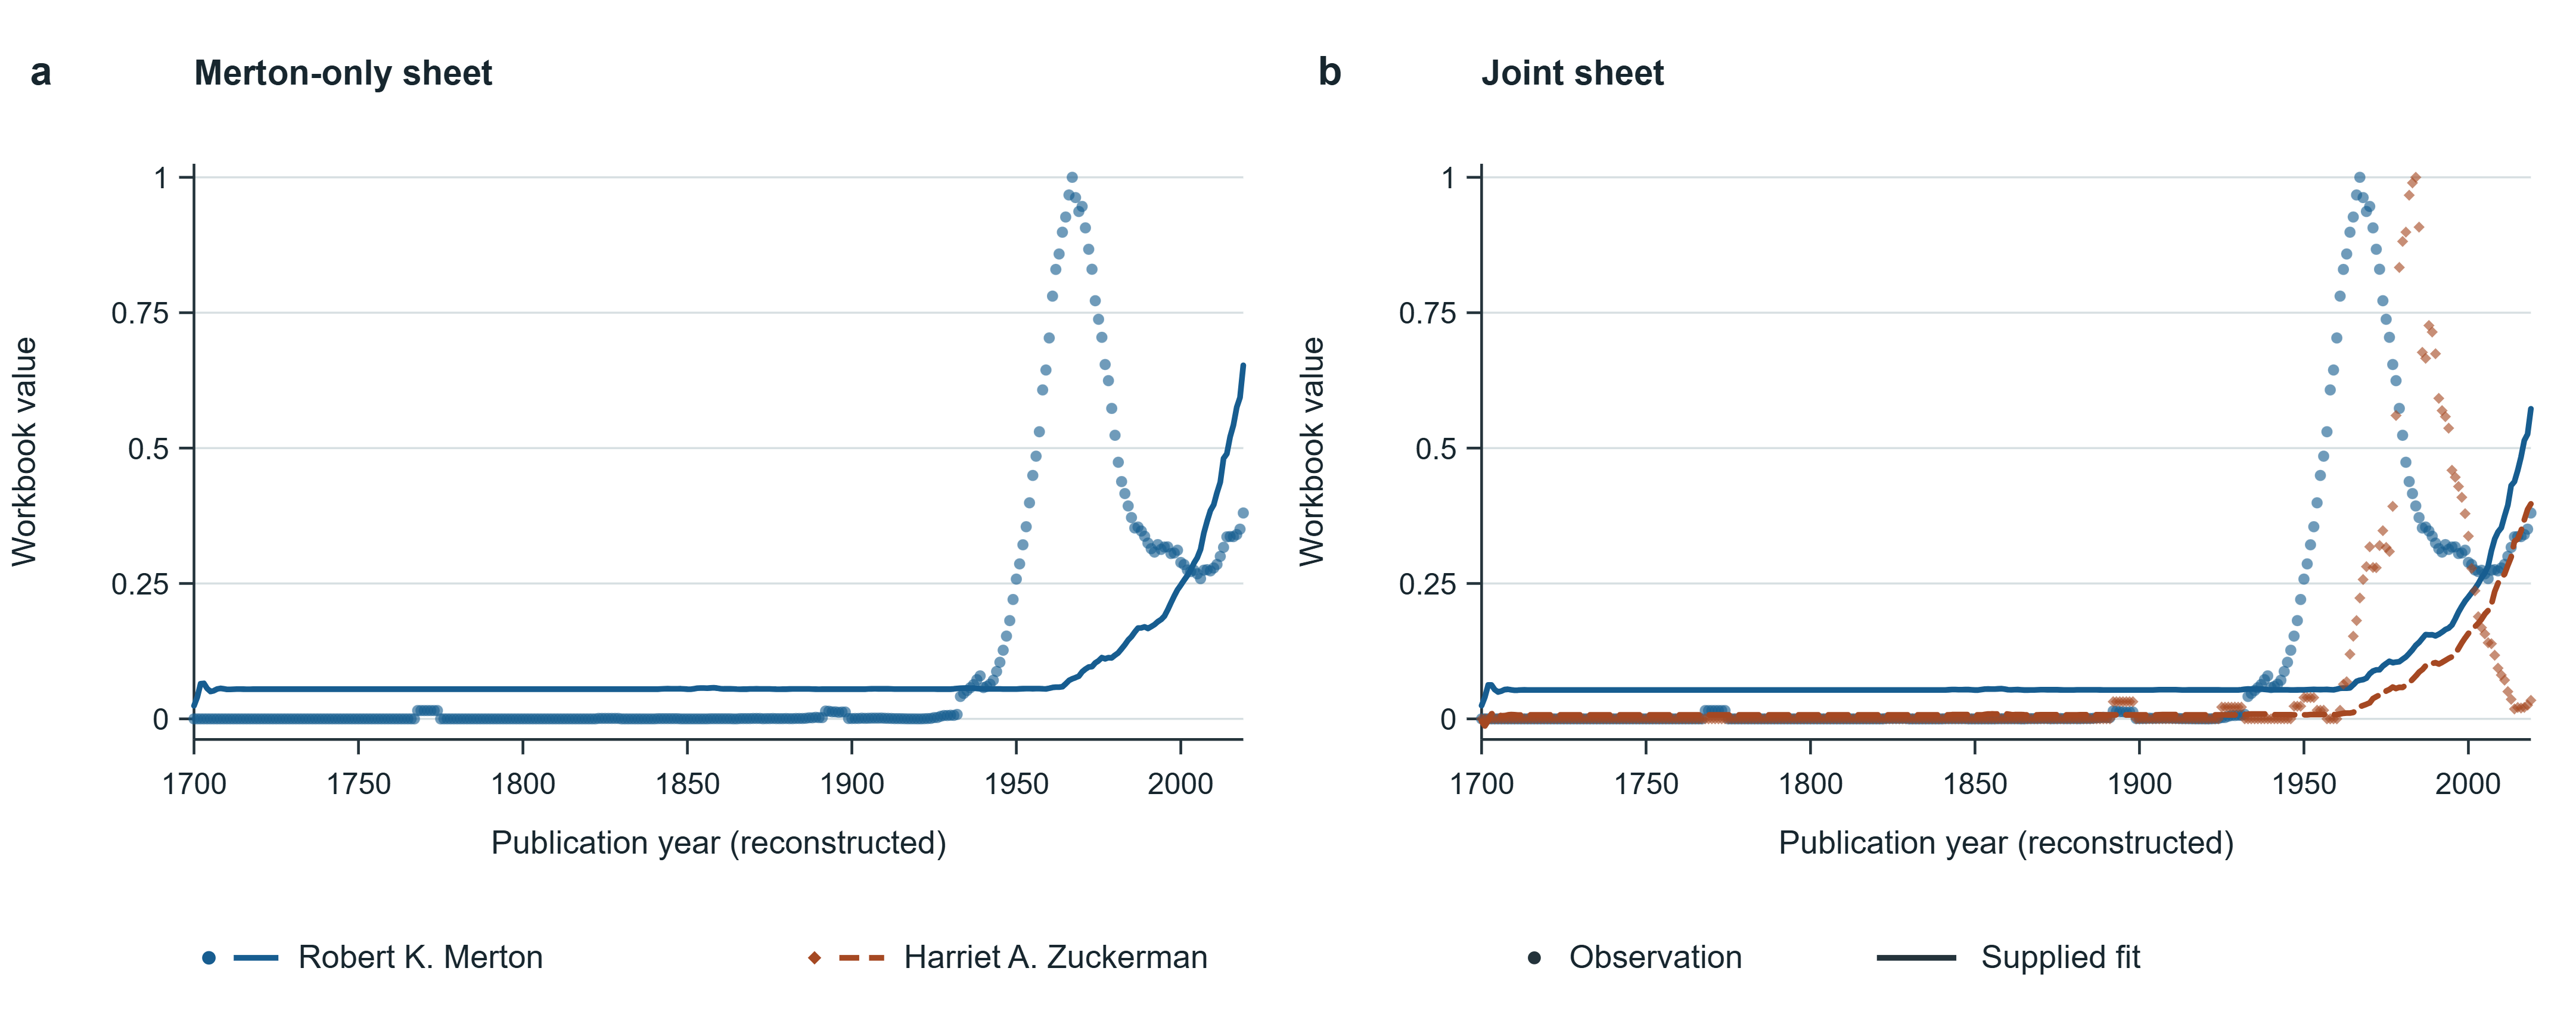 a
Merton-only sheet
Workbook value
1
0.75
0.5
0.25
0
1700 1750 1800 1850 1900 1950 2000
Publication year (reconstructed)
b
Joint sheet
Workbook value
1
0.75
0.5
0.25
0
1700 1750 1800 1850 1900 1950 2000
Publication year (reconstructed)
Robert K. Merton
Harriet A. Zuckerman
Observation
Supplied fit